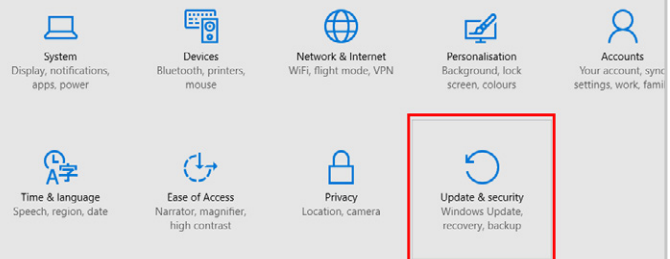 System
Display, notifications,
apps, power
Devices
Bluetooth, printers,
mouse
Network & Internet
WiFi, flight mode, VPN
Personalisation
Background, lock
screen, colours
Accounts
Your account, sync
settings, work, famil
Time & language
Speech, region, date
Ease of Access
Narrator, magnifier,
high contrast
Privacy
Location, camera
Update & security
Windows Update,
recovery, backup